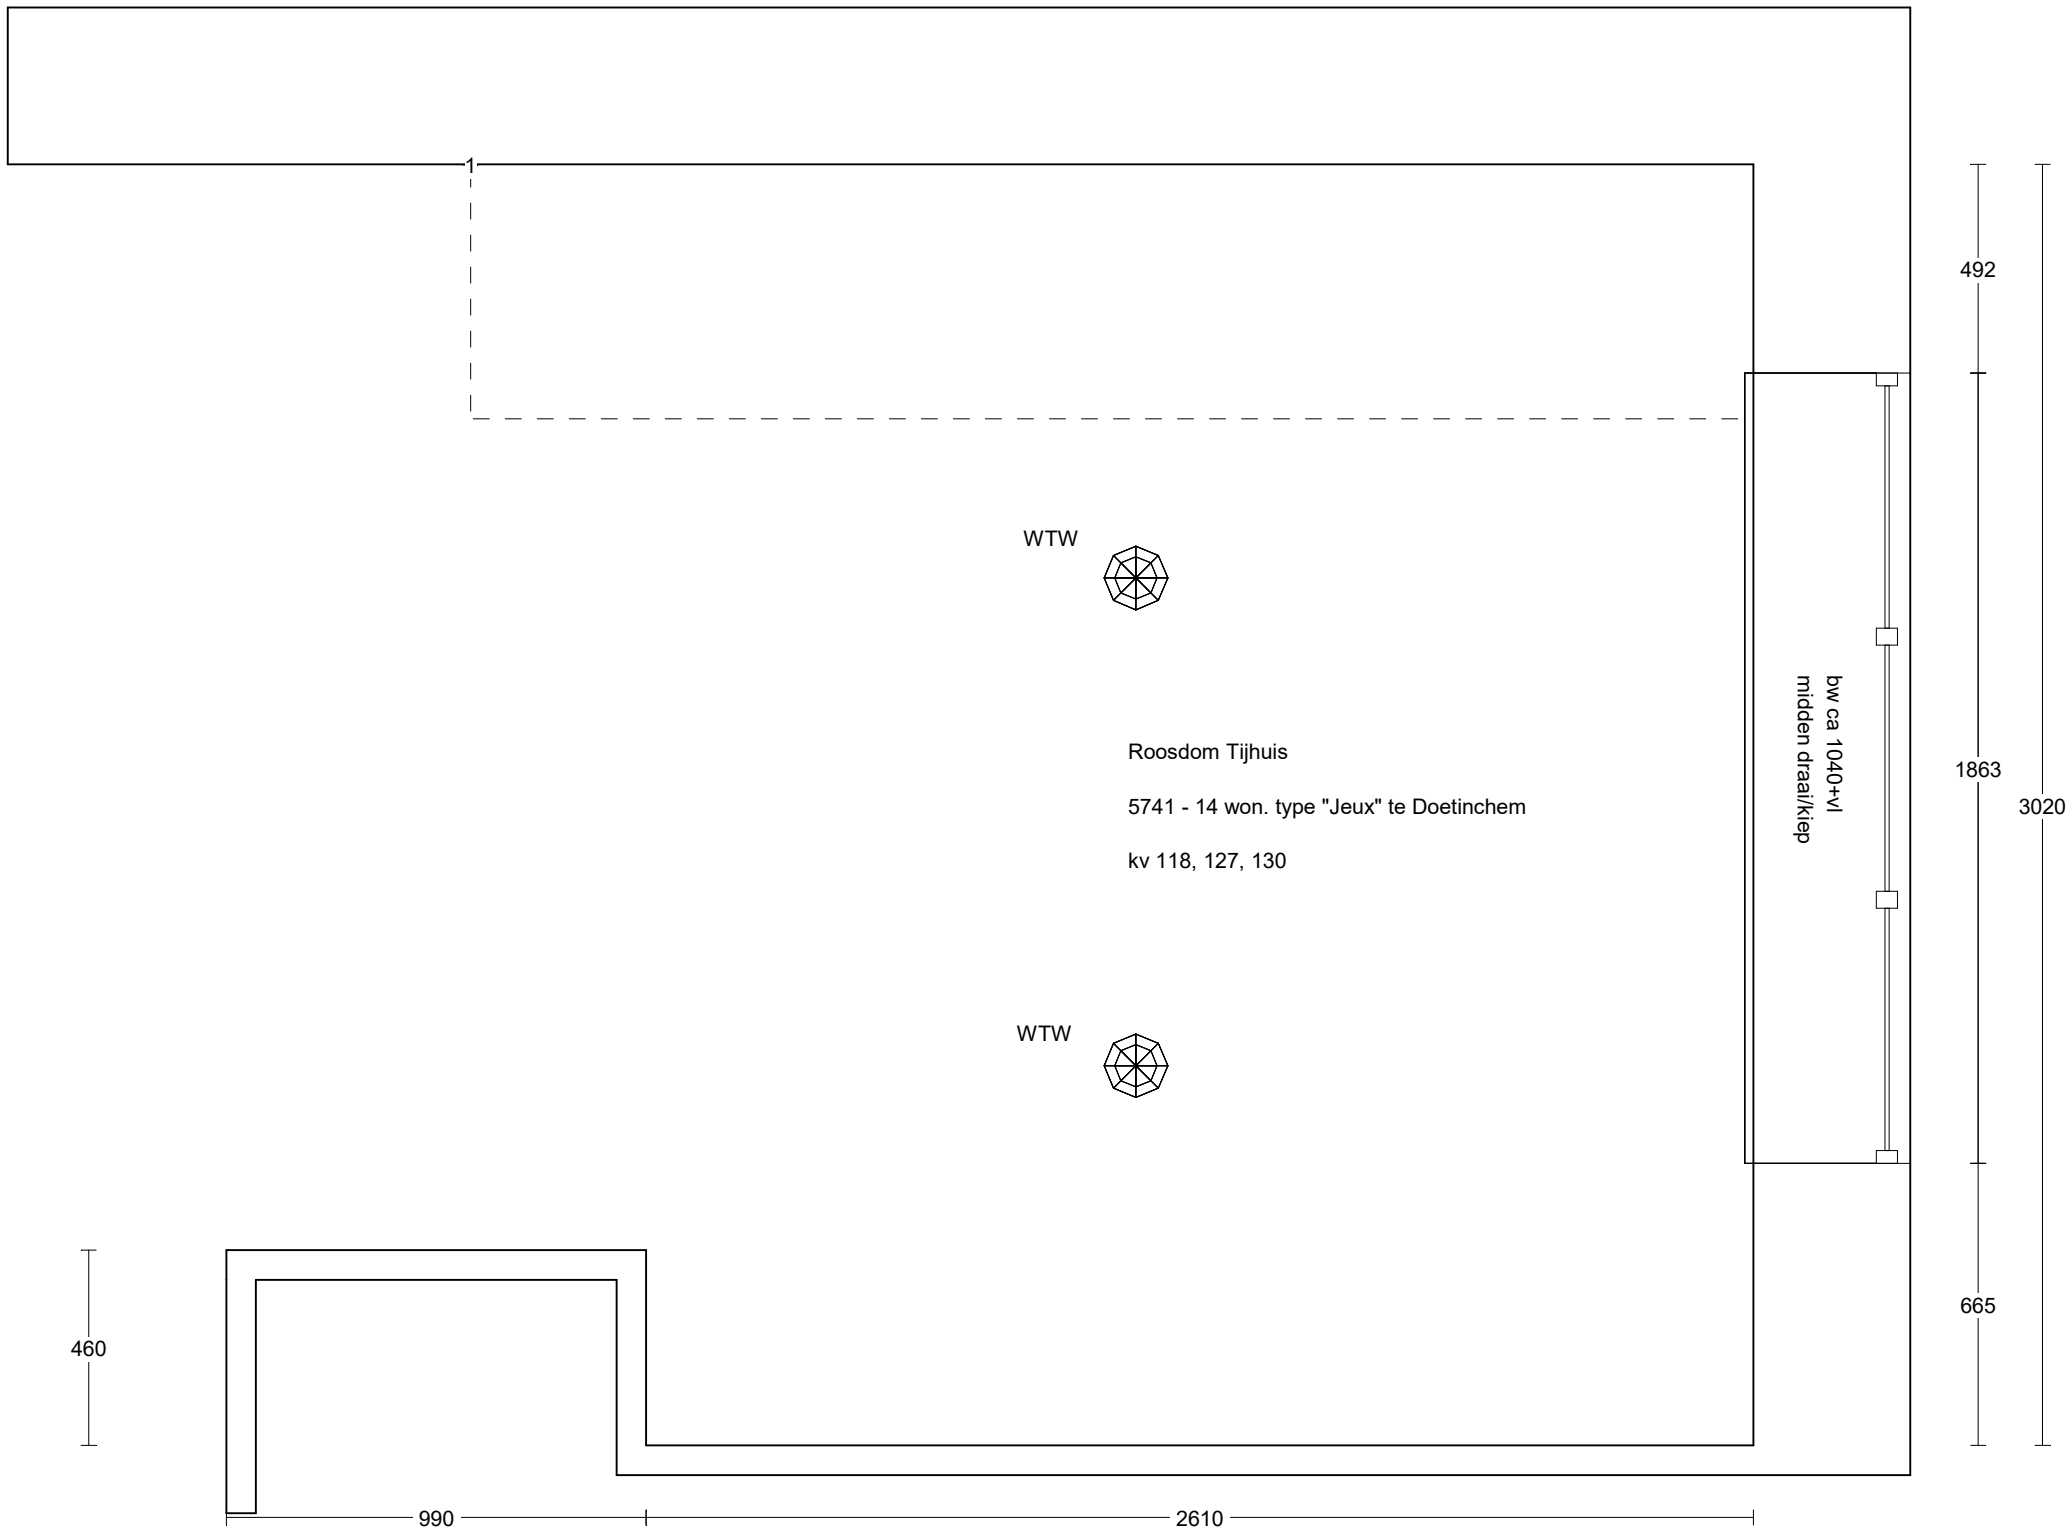 1
492
WTW
Roosdom Tijhuis
5741 - 14 won. type "Jeux" te Doetinchem
kv 118, 127, 130
bw ca 1040+vl
midden draai/kiep
1863
3020
WTW
665
460
990
2610